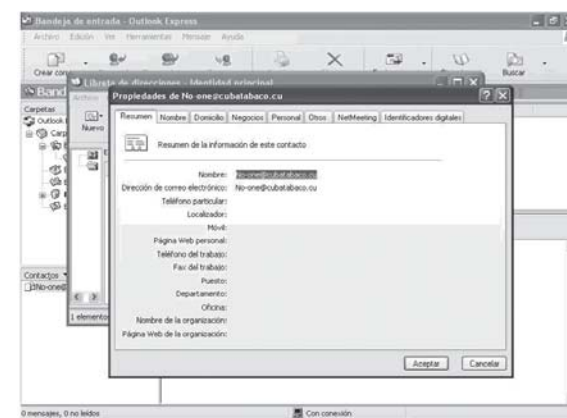 Bandeja de entrada - Outlook Express
Archivo Edición Ver Herramientas Mensaje Ayuda
Crear
Buscar
Libreta de direcciones - Identidad principal
Band
Archivo
Carpetas
Outlook
Carp
Nuevo
Propiedades de No-one@cubatabaco.cu
Resumen Nombre Domicilio Negocios Personal Otros NetMeeting Identificadores digitales
Resumen de la información de este contacto
Nombre: No-one@cubatabaco.cu
Dirección de correo electrónico: No-one@cubatabaco.cu
Teléfono particular:
Localizador:
Móvil:
Página Web personal:
Teléfono del trabajo:
Fax del trabajo:
Puesto:
Departamento:
Oficina:
Nombre de la organización:
Página Web de la organización:
Aceptar Cancelar
Contactos
No-one@
1 elemento
0 mensajes, 0 no leídos
Con conexión